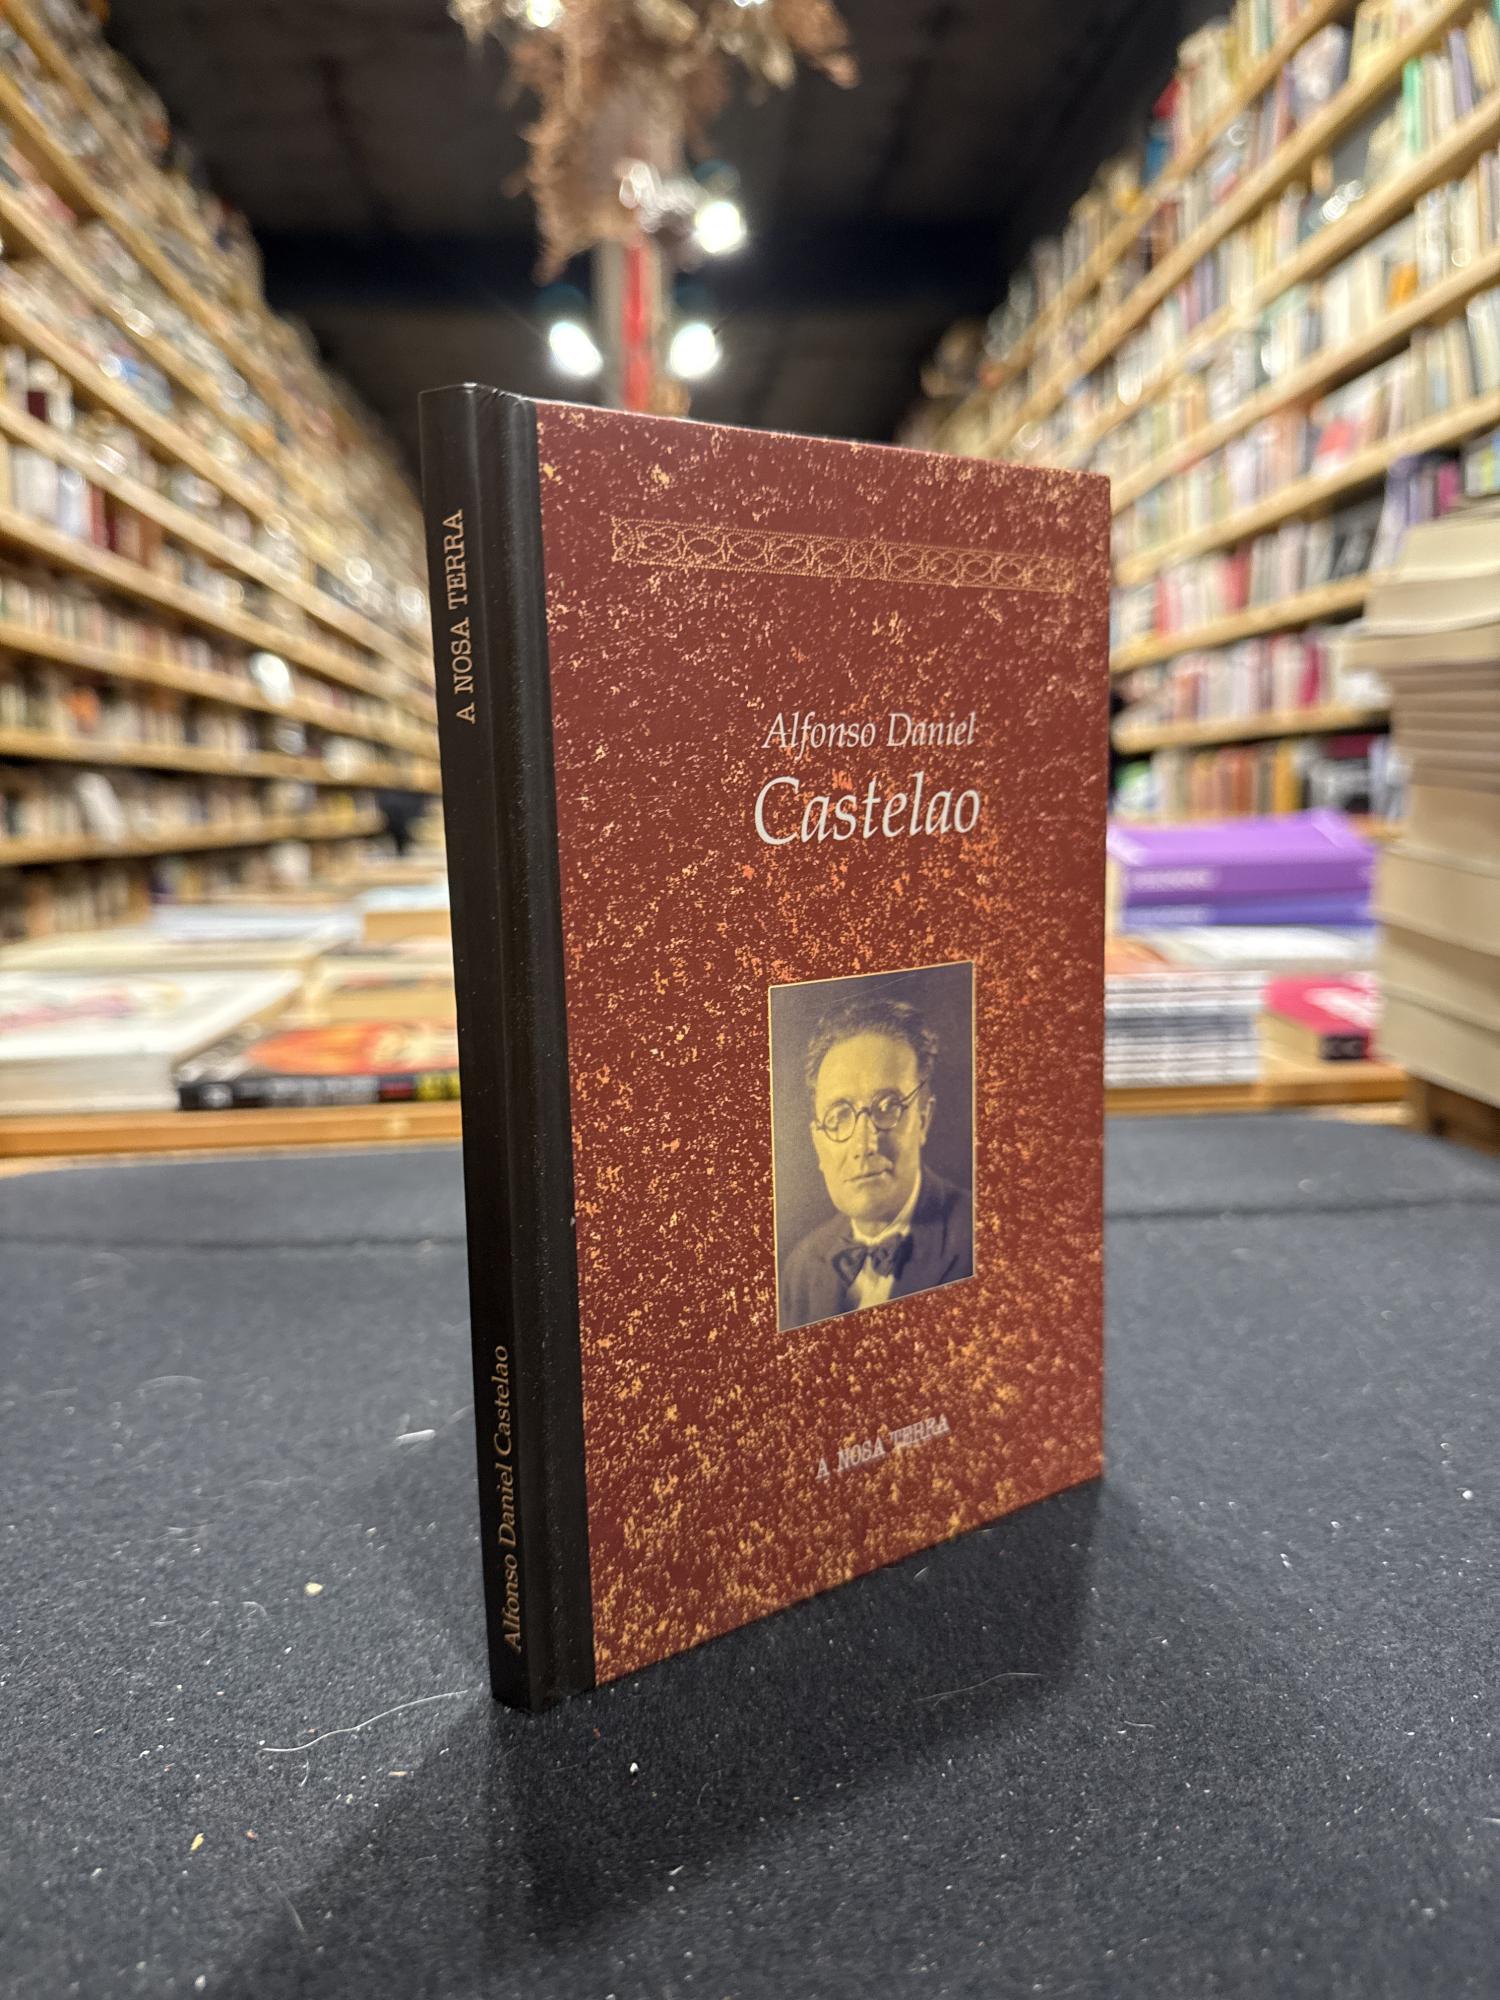 A NOSA TERRA
Alfonso Daniel Castelao
Alfonso Daniel
Castelao
A NOSA TERRA